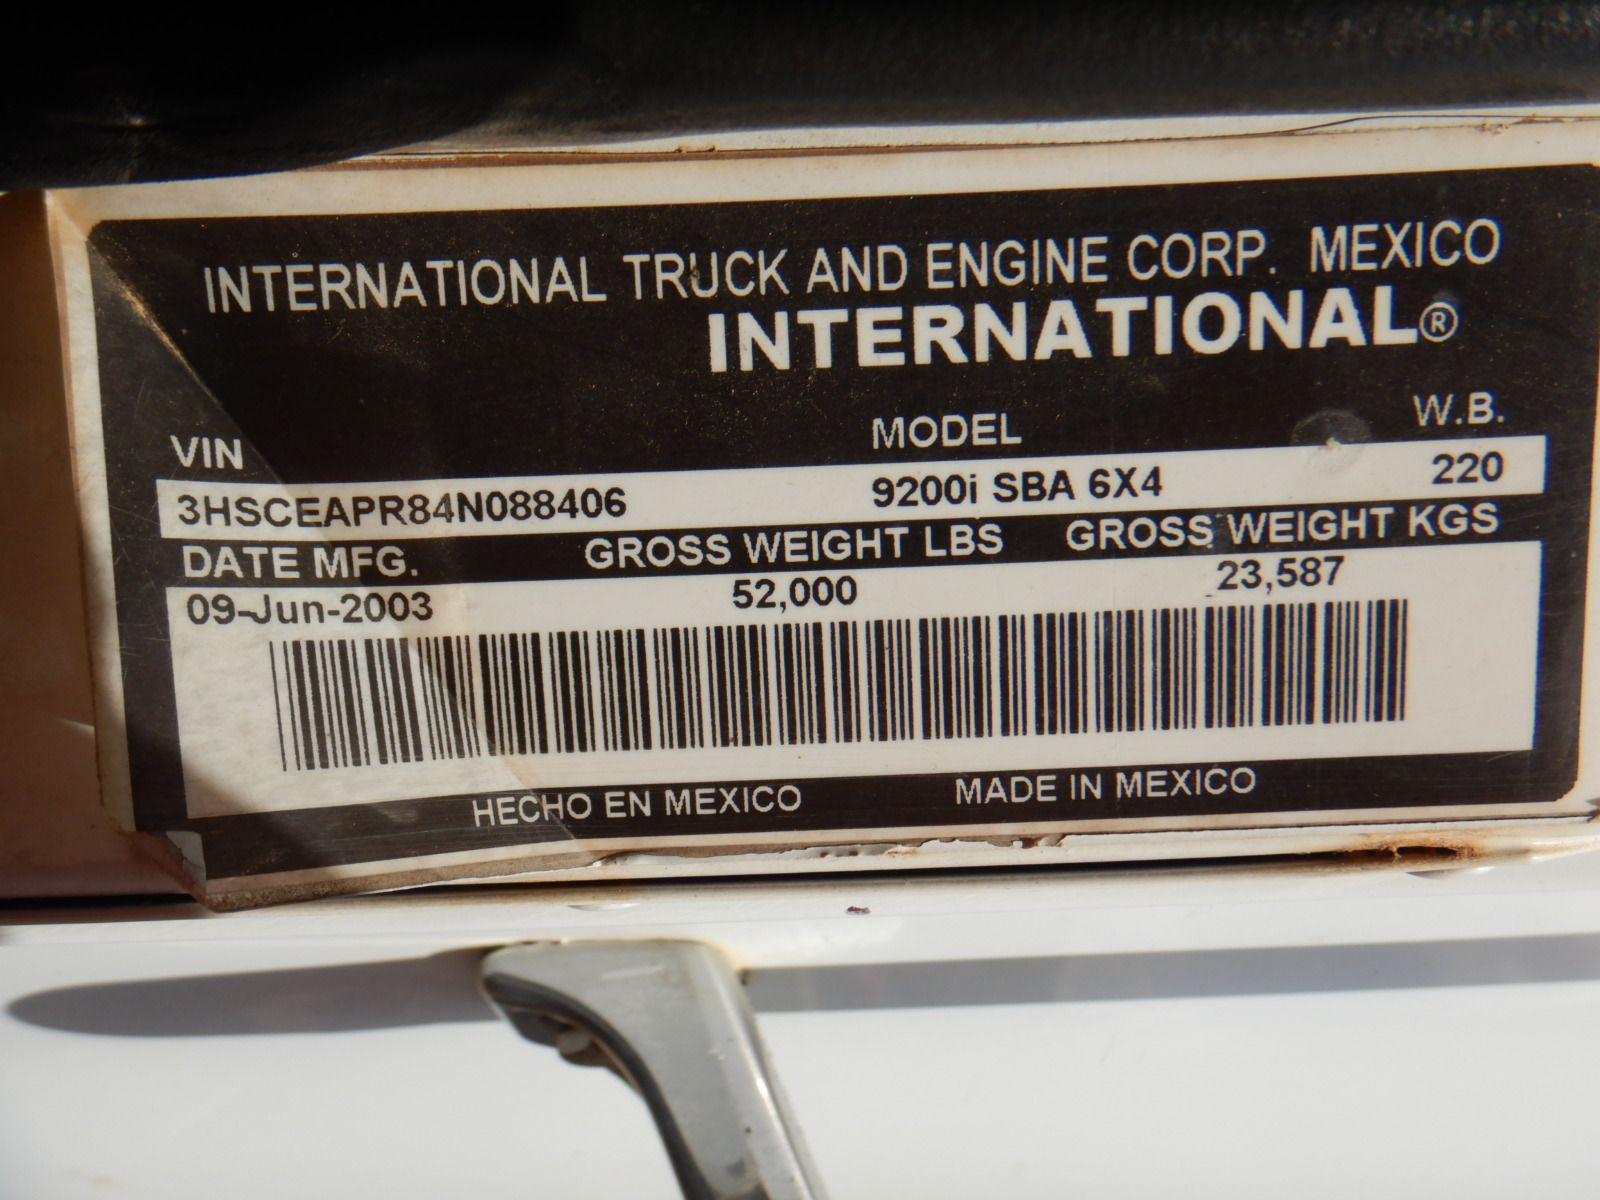 INTERNATIONAL TRUCK AND ENGINE CORP. MEXICO
INTERNATIONAL®
VIN MODEL W.B.
3HSCEAPR84N088406 9200i SBA 6X4 220
DATE MFG. GROSS WEIGHT LBS GROSS WEIGHT KGS
09-Jun-2003 52,000 23,587
HECHO EN MEXICO MADE IN MEXICO